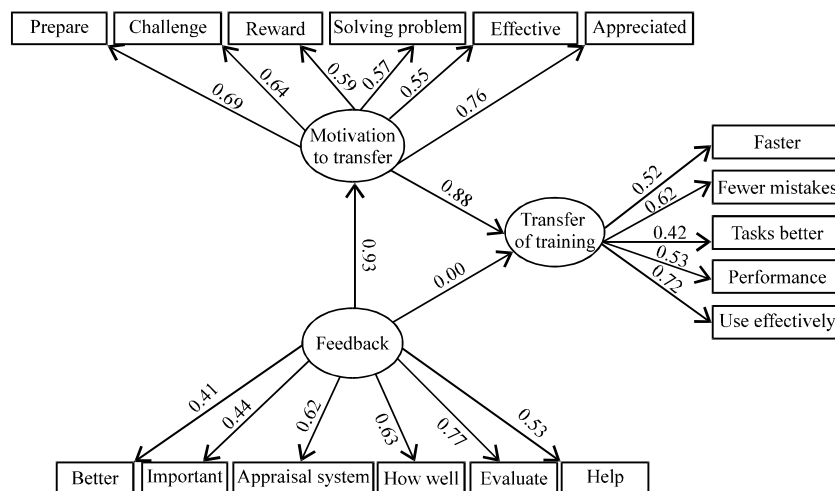 Prepare
Challenge
Reward
Solving problem
Effective
Appreciated
0.69
0.64
0.59
0.57
0.55
0.76
Motivation
to transfer
0.88
0.93
0.00
Transfer
of training
0.52
0.62
0.42
0.53
0.72
Faster
Fewer mistakes
Tasks better
Performance
Use effectively
Feedback
0.41
0.44
0.62
0.63
0.77
0.53
Better
Important
Appraisal system
How well
Evaluate
Help